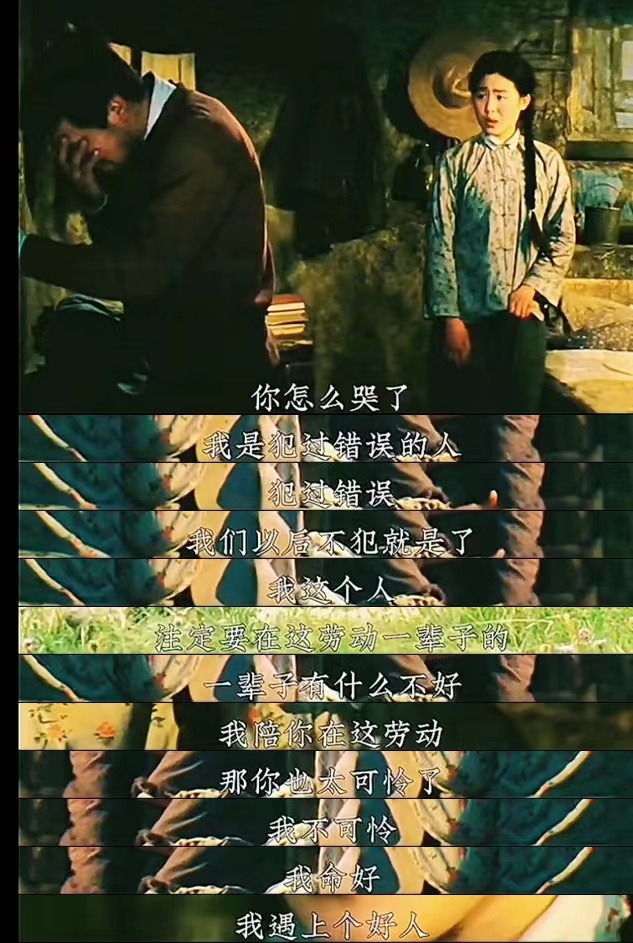 你怎么哭了
我是犯过错误的人
犯过错误
我们以后不犯就是了
我这个人
注定要在这劳动一辈子的
一辈子有什么不好
我陪你在这劳动
那你也太可怜了
我不可怜
我命好
我遇上个好人